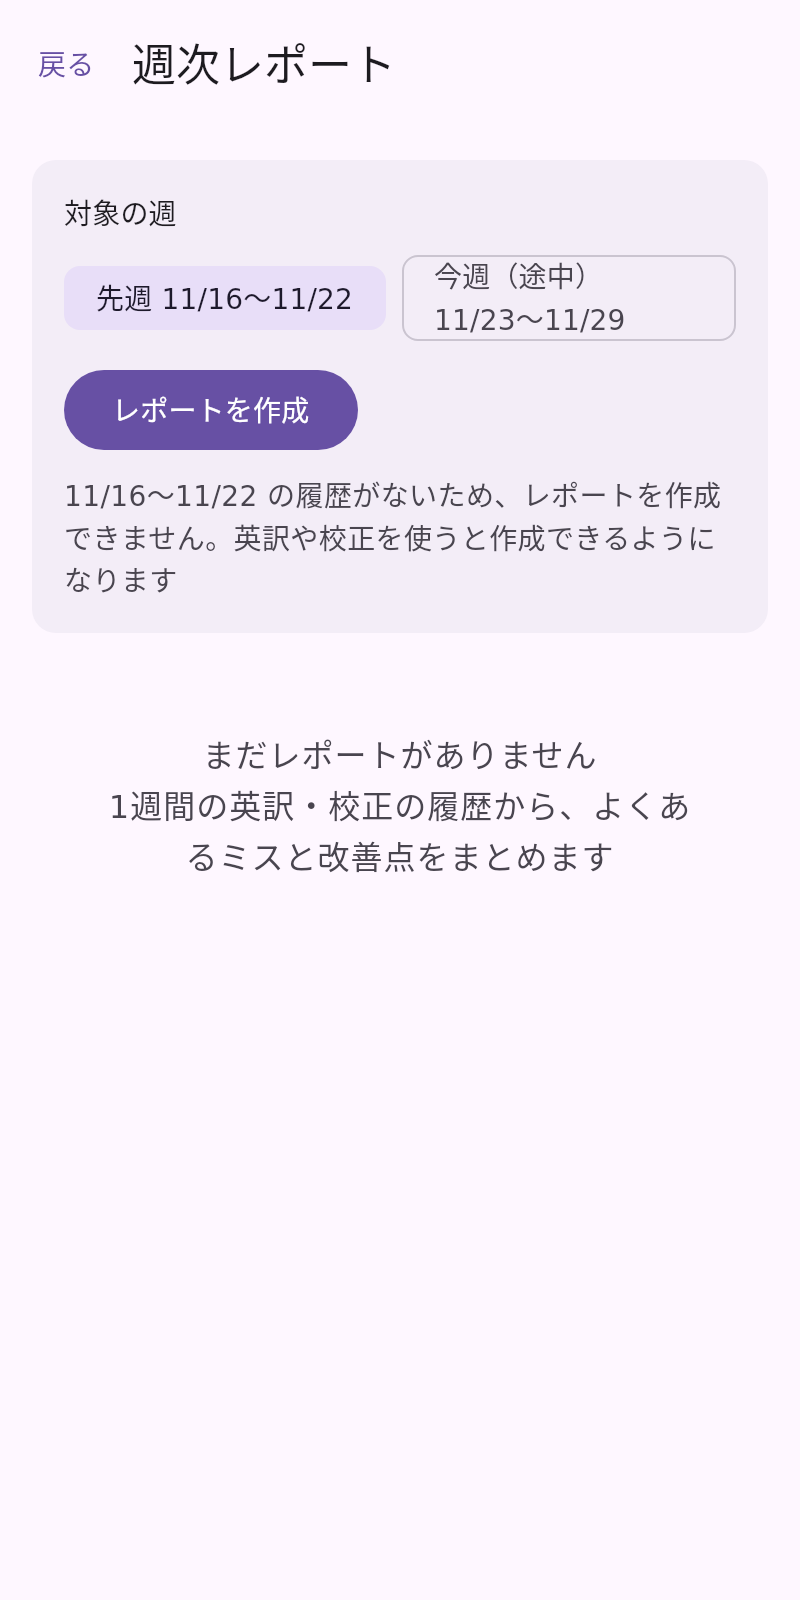 戻る
週次レポート
対象の週
先週 11/16〜11/22
今週（途中）
11/23〜11/29
レポートを作成
11/16〜11/22 の履歴がないため、レポートを作成
できません。英訳や校正を使うと作成できるように
なります
まだレポートがありません
1週間の英訳・校正の履歴から、よくあ
るミスと改善点をまとめます